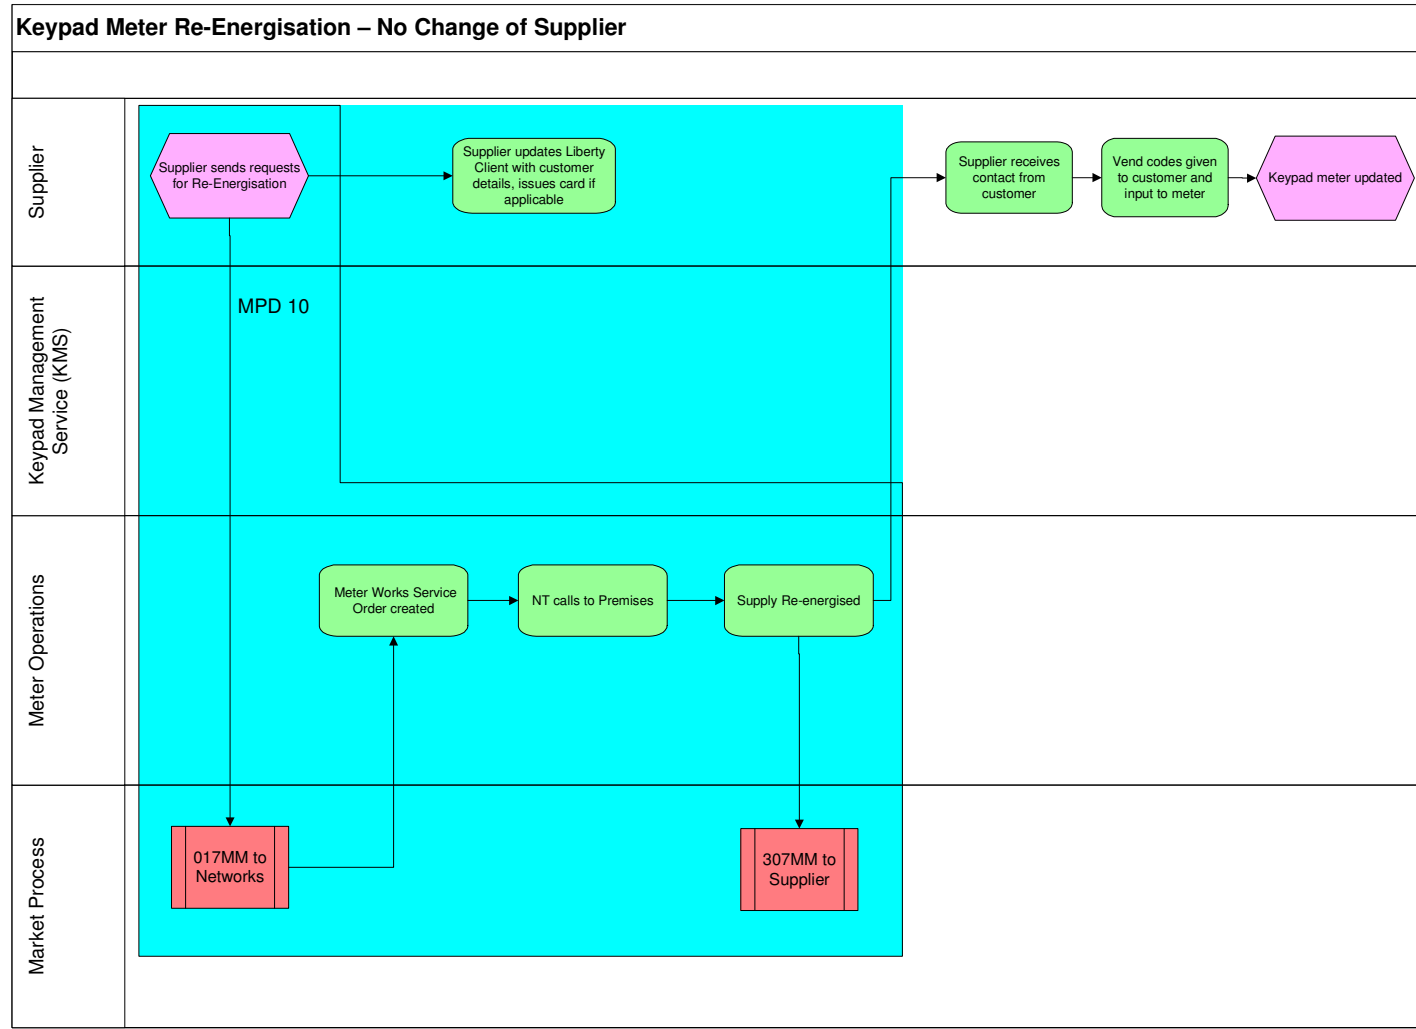 Keypad Meter Re-Energisation – No Change of Supplier
Supplier
Supplier sends requests
for Re-Energisation
Supplier updates Liberty
Client with customer
details, issues card if
applicable
Supplier receives
contact from
customer
Vend codes given
to customer and
input to meter
Keypad meter updated
Keypad Management
Service (KMS)
MPD 10
Meter Operations
Meter Works Service
Order created
NT calls to Premises
Supply Re-energised
Market Process
017MM to
Networks
307MM to
Supplier